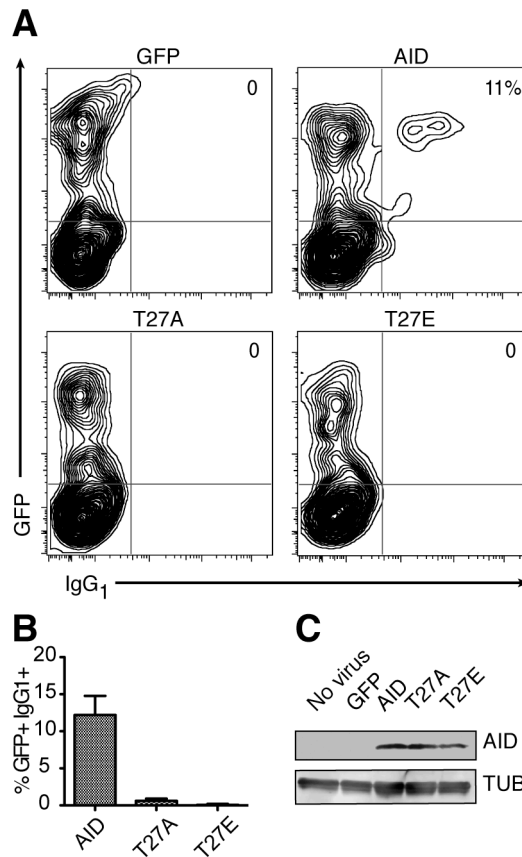 A
GFP
AID
0
11%
T27A
T27E
0
0
GFP
IgG1
B
C
% GFP+ IgG1+
20
15
10
5
0
AID
T27A
T27E
No virus
GFP
AID
T27A
T27E
AID
TUB